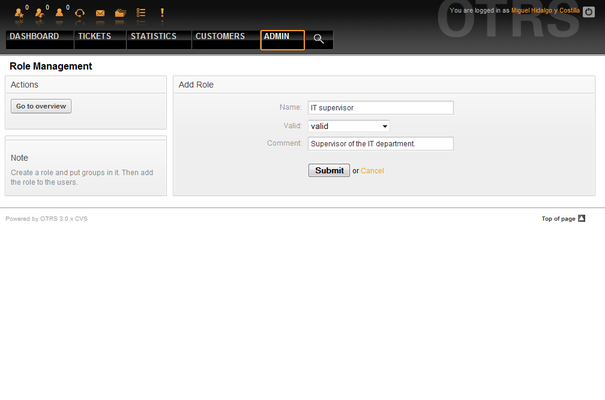 0 0 0
You are logged in as Miguel Hidalgo y Costilla
OTRS
DASHBOARD TICKETS STATISTICS CUSTOMERS ADMIN
Role Management
Actions
Go to overview
Note
Create a role and put groups in it. Then add
the role to the users.
Add Role
Name: IT supervisor
Valid: valid
Comment: Supervisor of the IT department.
Submit or Cancel
Powered by OTRS 3.0.x CVS
Top of page